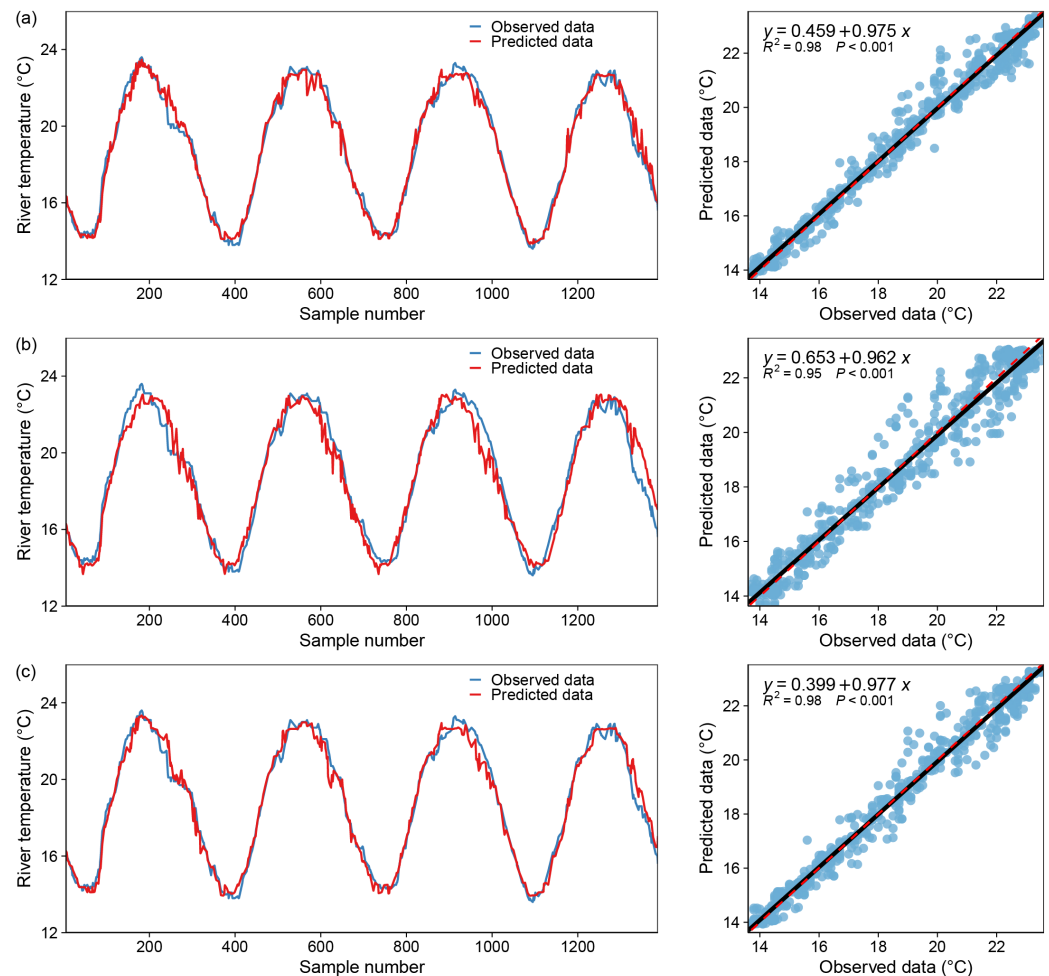 (a)
Observed data
Predicted data
River temperature (°C)
24
20
16
12
200 400 600 800 1000 1200
Sample number
y = 0.459 + 0.975 x
R² = 0.98 P < 0.001
Predicted data (°C)
22
20
18
16
14
14 16 18 20 22
Observed data (°C)
(b)
Observed data
Predicted data
River temperature (°C)
24
20
16
12
200 400 600 800 1000 1200
Sample number
y = 0.653 + 0.962 x
R² = 0.95 P < 0.001
Predicted data (°C)
22
20
18
16
14
14 16 18 20 22
Observed data (°C)
(c)
Observed data
Predicted data
River temperature (°C)
24
20
16
12
200 400 600 800 1000 1200
Sample number
y = 0.399 + 0.977 x
R² = 0.98 P < 0.001
Predicted data (°C)
22
20
18
16
14
14 16 18 20 22
Observed data (°C)